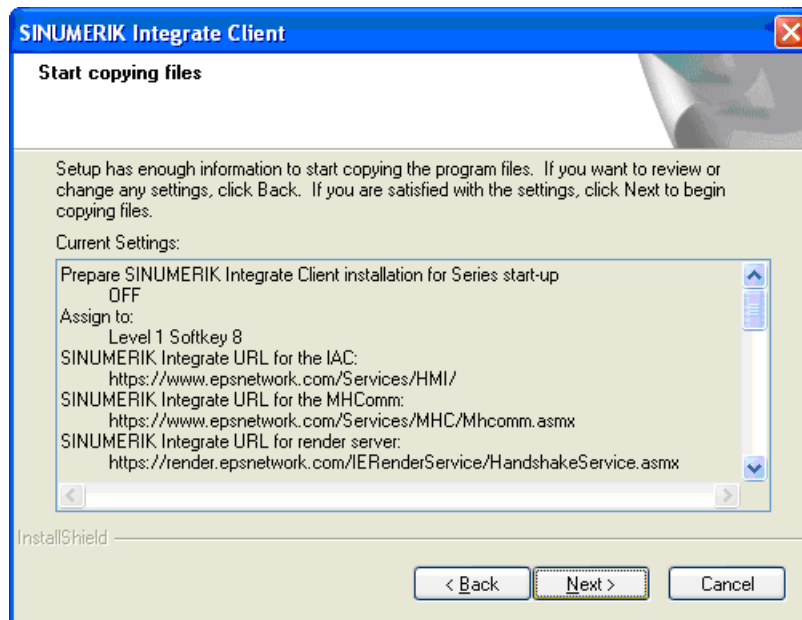 SINUMERIK Integrate Client
Start copying files
Setup has enough information to start copying the program files. If you want to review or
change any settings, click Back. If you are satisfied with the settings, click Next to begin
copying files.
Current Settings:
Prepare SINUMERIK Integrate Client installation for Series start-up
OFF
Assign to:
Level 1 Softkey 8
SINUMERIK Integrate URL for the IAC:
https://www.epsnetwork.com/Services/HMI/
SINUMERIK Integrate URL for the MHComm:
https://www.epsnetwork.com/Services/MHC/Mhcomm.asmx
SINUMERIK Integrate URL for render server:
https://render.epsnetwork.com/IERenderService/HandshakeService.asmx
InstallShield
< Back Next > Cancel